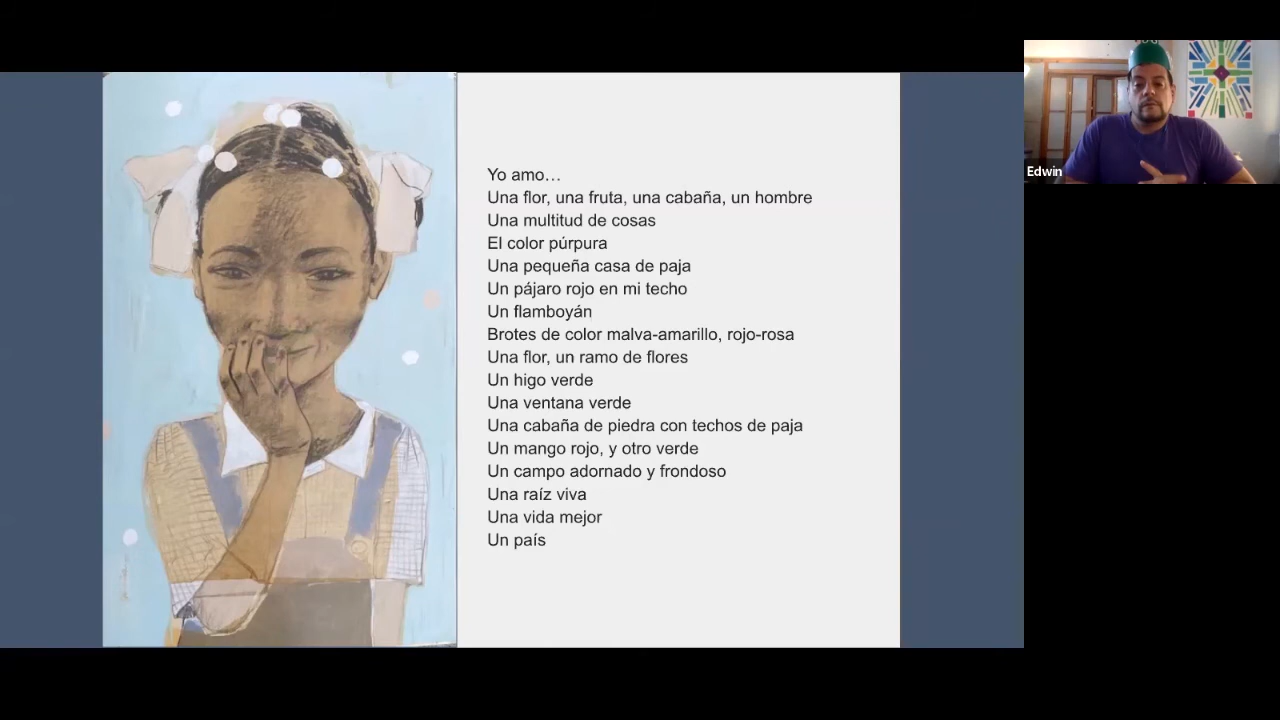 Yo amo…
Una flor, una fruta, una cabaña, un hombre
Una multitud de cosas
El color púrpura
Una pequeña casa de paja
Un pájaro rojo en mi techo
Un flamboyán
Brotes de color malva-amarillo, rojo-rosa
Una flor, un ramo de flores
Un higo verde
Una ventana verde
Una cabaña de piedra con techos de paja
Un mango rojo, y otro verde
Un campo adornado y frondoso
Una raíz viva
Una vida mejor
Un país
Edwin